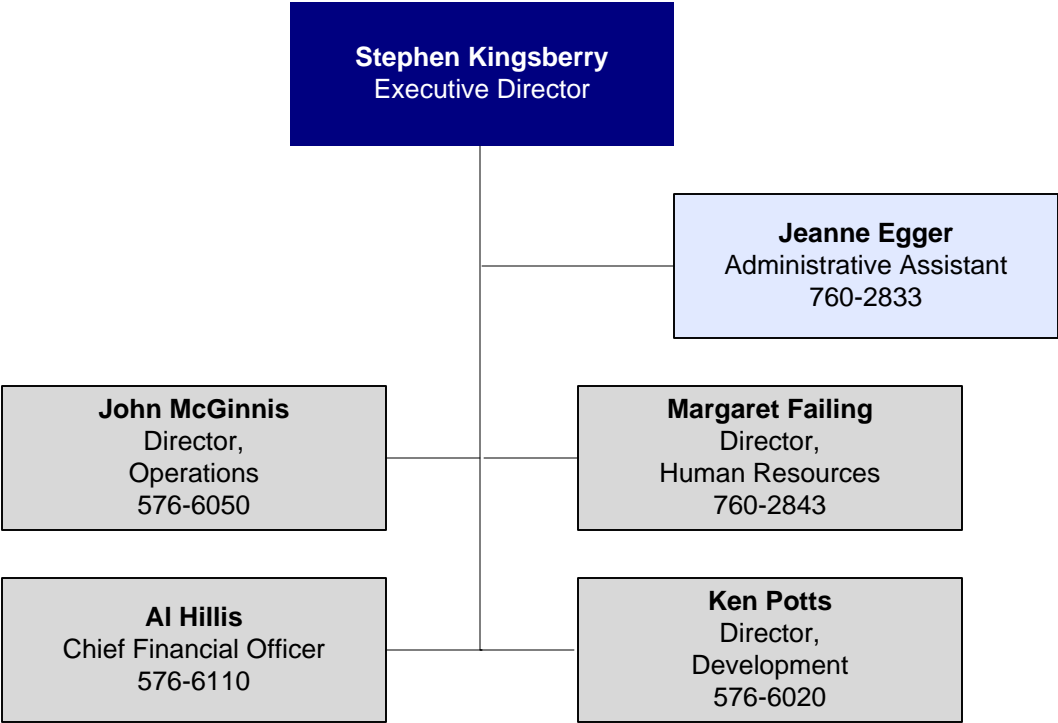 Stephen Kingsberry
Executive Director
Jeanne Egger
Administrative Assistant
760-2833
John McGinnis
Director,
Operations
576-6050
Margaret Failing
Director,
Human Resources
760-2843
Al Hillis
Chief Financial Officer
576-6110
Ken Potts
Director,
Development
576-6020